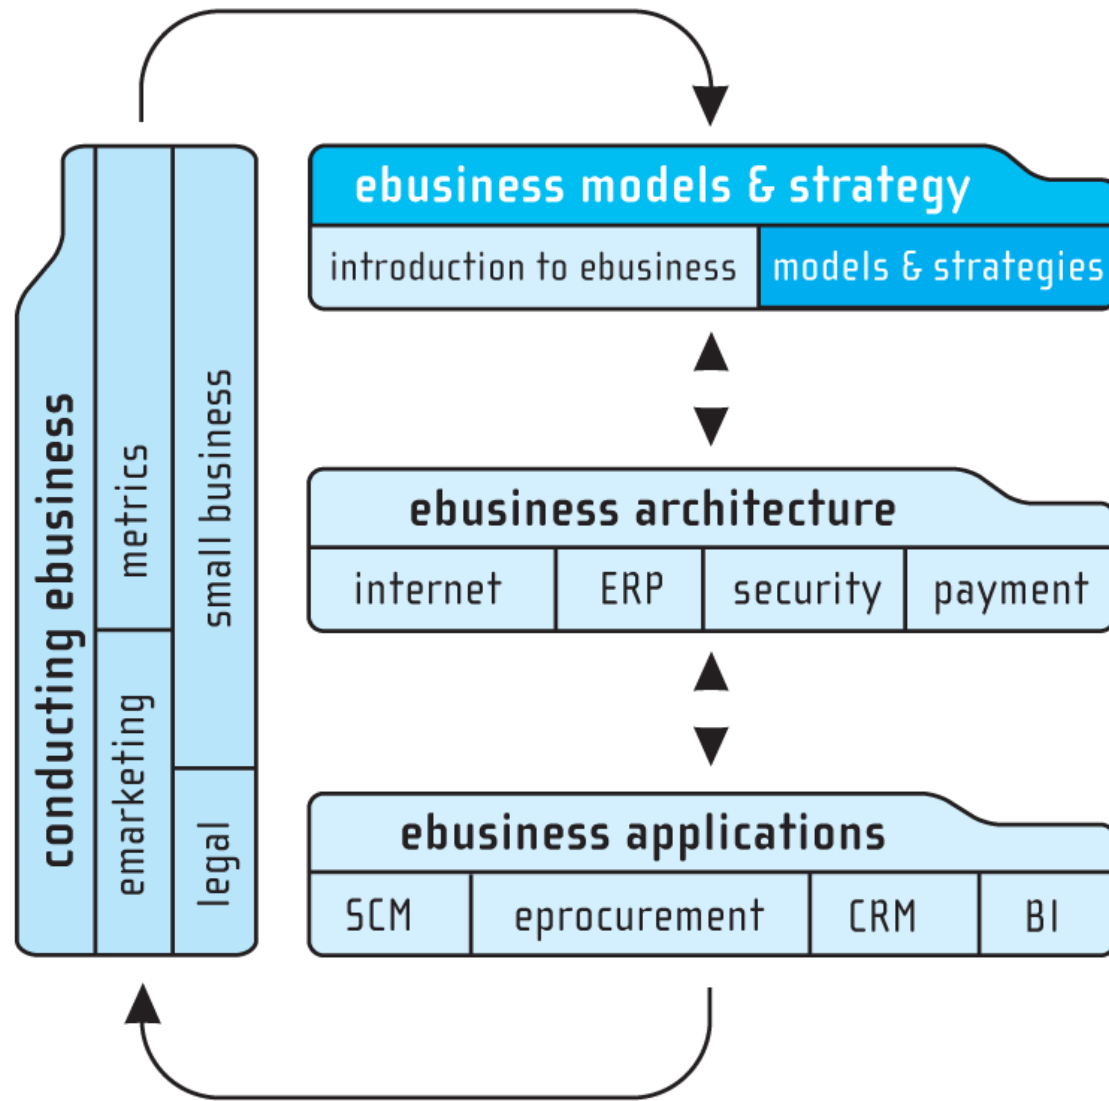 ebusiness models & strategy
introduction to ebusiness
models & strategies
ebusiness architecture
internet
ERP
security
payment
ebusiness applications
SCM
eprocurement
CRM
BI
conducting ebusiness
metrics
emarketing
small business
legal